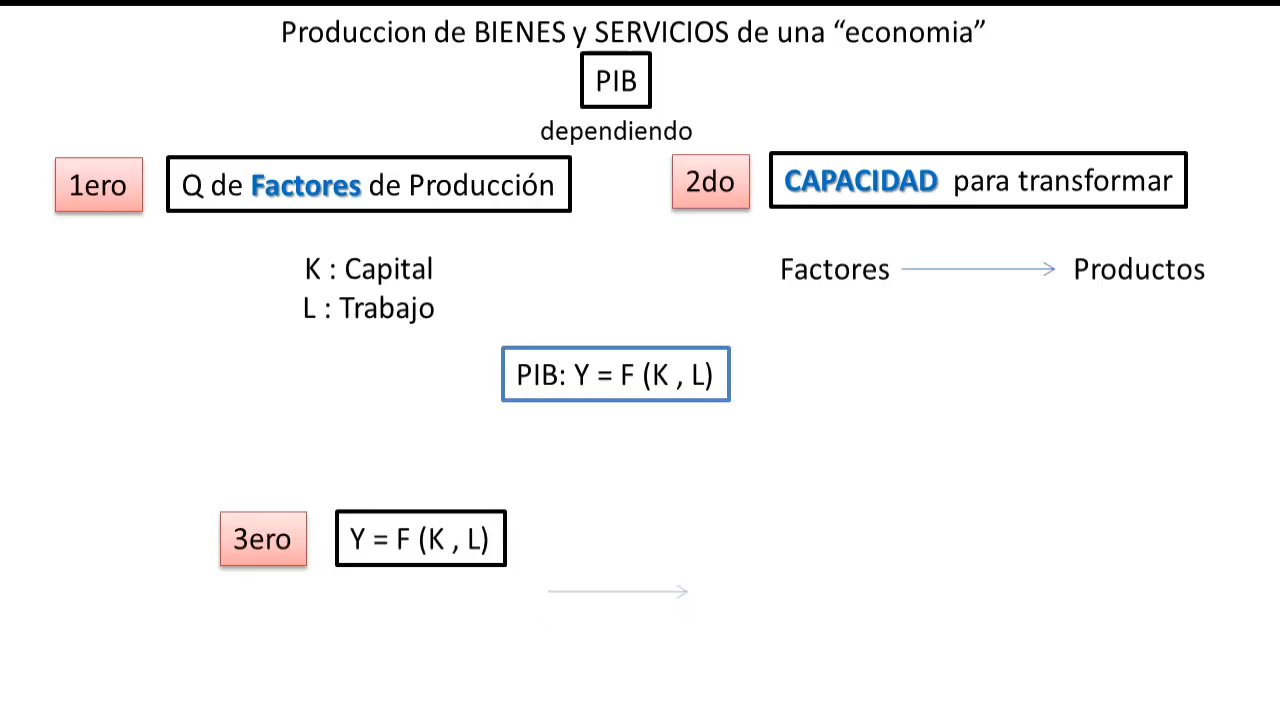 Produccion de BIENES y SERVICIOS de una “economia”
PIB
dependiendo
1ero
Q de Factores de Producción
2do
CAPACIDAD para transformar
K : Capital
L : Trabajo
Factores
Productos
PIB: Y = F (K , L)
3ero
Y = F (K , L)